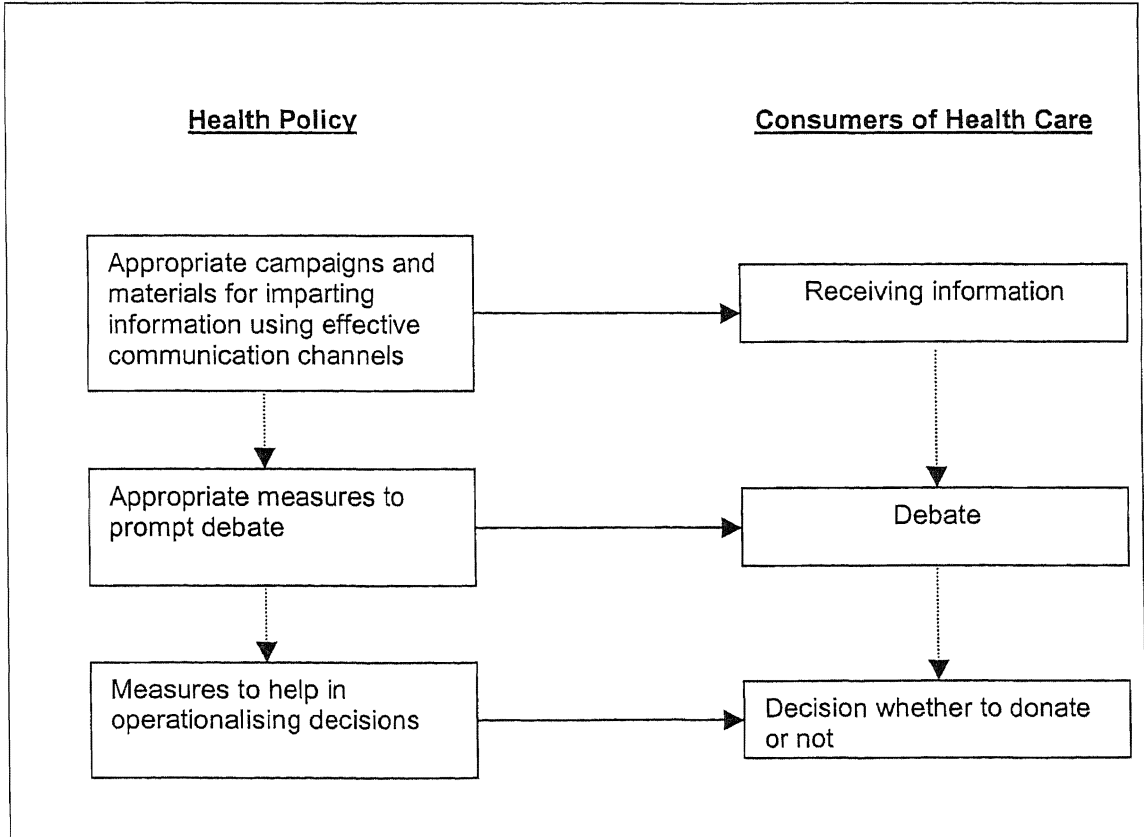 Health Policy
Consumers of Health Care
Appropriate campaigns and
materials for imparting
information using effective
communication channels
Receiving information
Appropriate measures to
prompt debate
Debate
Measures to help in
operationalising decisions
Decision whether to donate
or not